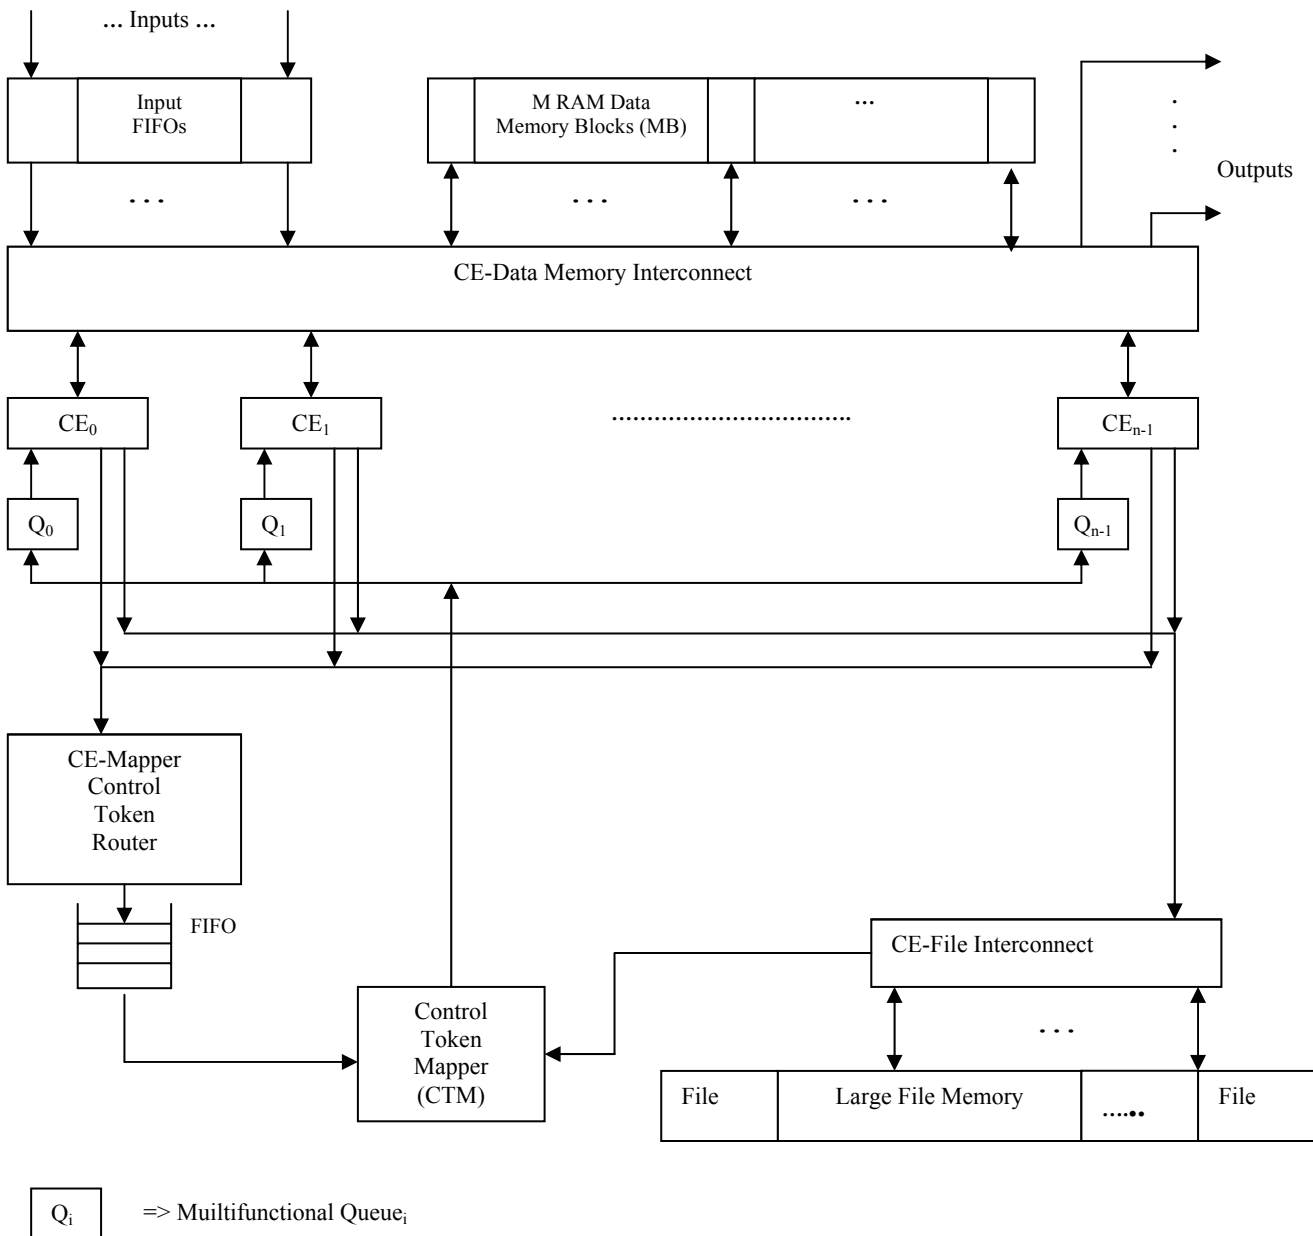 ... Inputs ...
Input
FIFOs
M RAM Data
Memory Blocks (MB)
...
. . .
. . .
. . .
.
.
.
Outputs
CE-Data Memory Interconnect
CE0
CE1
..................................
CEn-1
Q0
Q1
Qn-1
CE-Mapper
Control
Token
Router
FIFO
CE-File Interconnect
Control
Token
Mapper
(CTM)
. . .
File
Large File Memory
......
File
Qi
=> Muiltifunctional Queuei